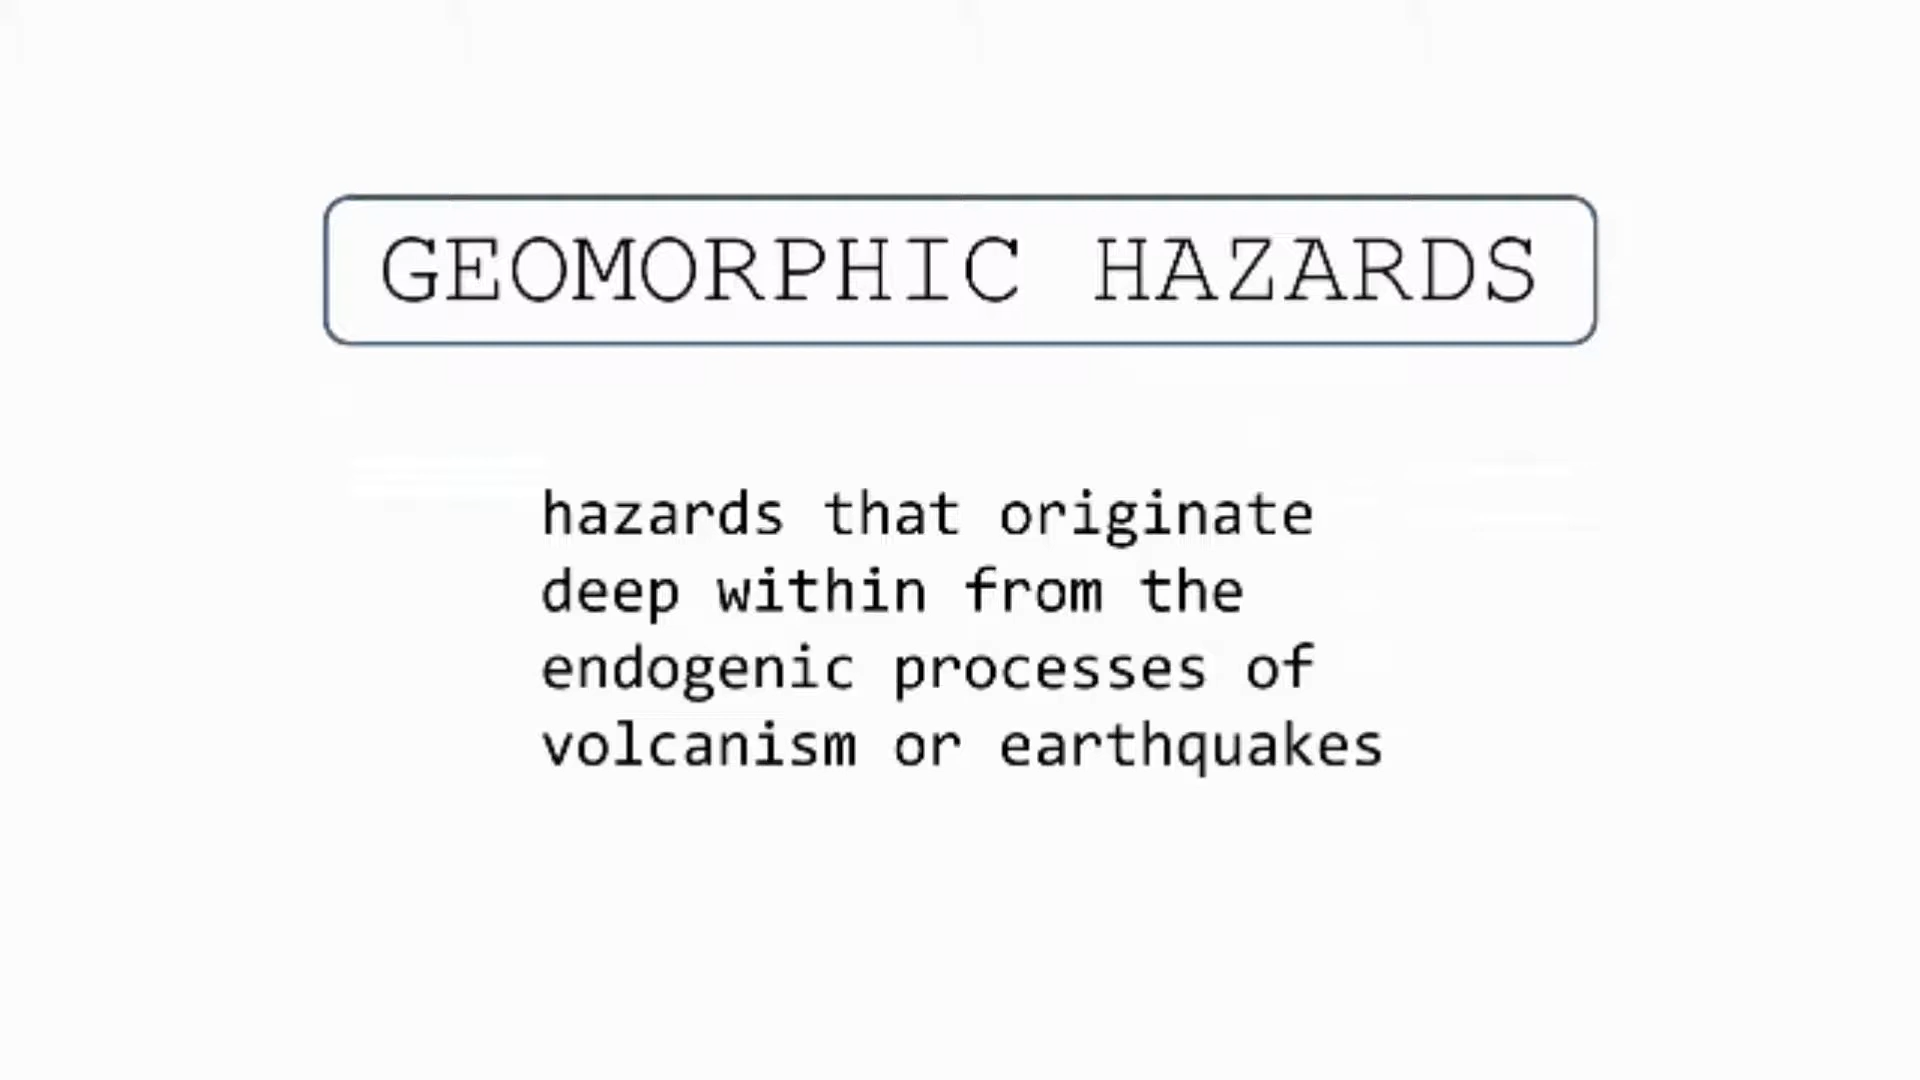 GEOMORPHIC HAZARDS
hazards that originate
deep within from the
endogenic processes of
volcanism or earthquakes